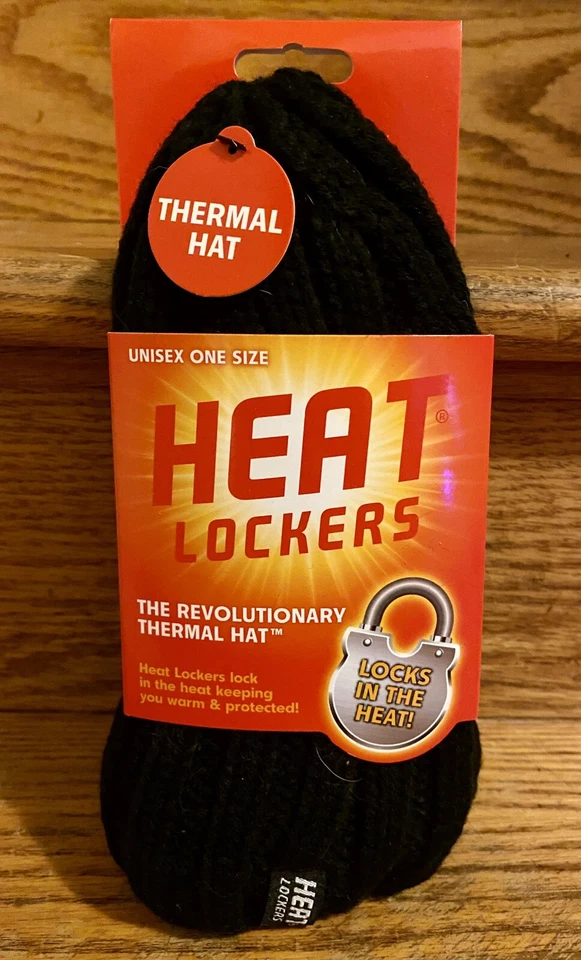 THERMAL
HAT
UNISEX ONE SIZE
HEAT®
LOCKERS
THE REVOLUTIONARY
THERMAL HAT™
Heat Lockers lock
in the heat keeping
you warm & protected!
LOCKS
IN THE
HEAT!
HEAT
LOCKERS